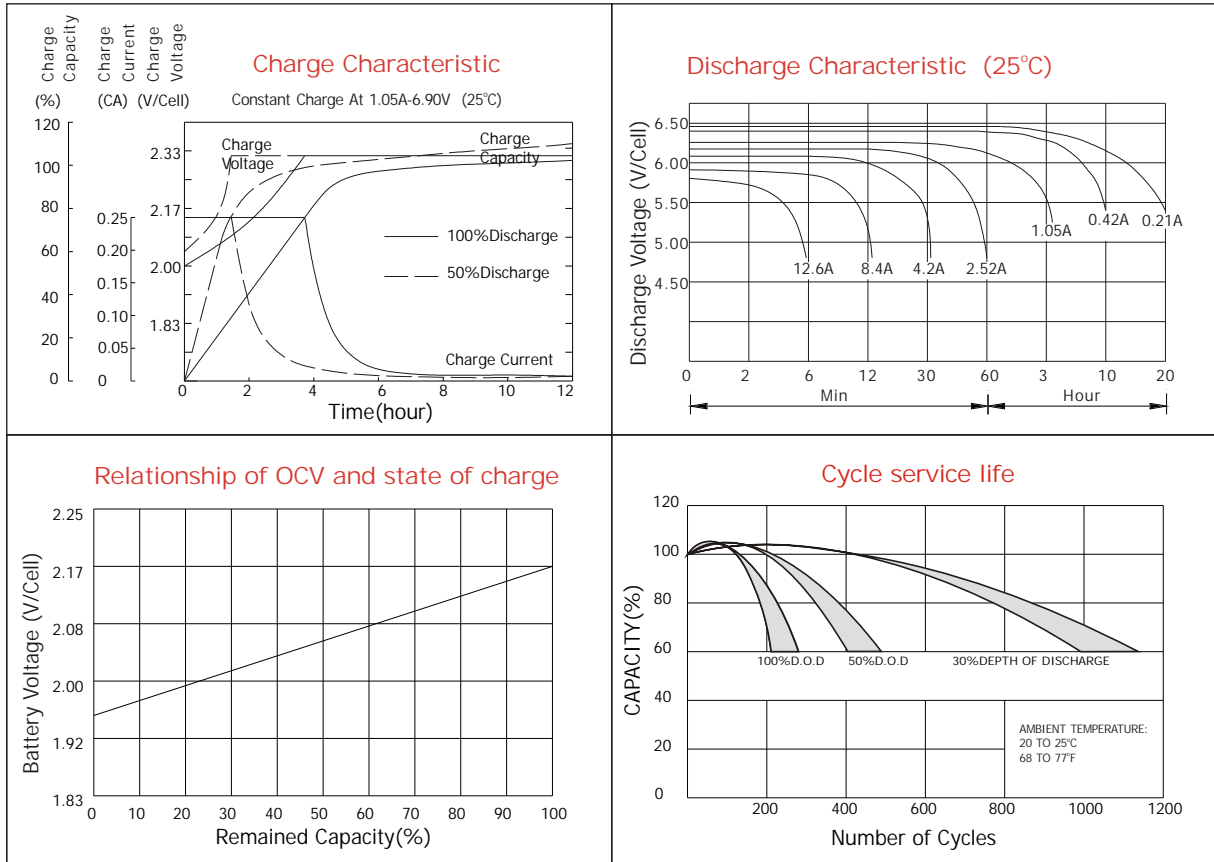 Charge Characteristic
Constant Charge At 1.05A-6.90V (25°C)
Charge Capacity
Charge Current
Charge Voltage
(%)
(CA)
(V/Cell)
120
100
80
60
40
20
0
0.25
0.20
0.15
0.10
0.05
0
2.33
2.17
2.00
1.83
Charge
Voltage
Charge
Capacity
100%Discharge
50%Discharge
Charge Current
0 2 4 6 8 10 12
Time(hour)
Discharge Characteristic (25°C)
Discharge Voltage (V/Cell)
6.50
6.00
5.50
5.00
4.50
12.6A 8.4A 4.2A 2.52A 1.05A 0.42A 0.21A
0 2 6 12 30 60 3 10 20
Min Hour
Relationship of OCV and state of charge
Battery Voltage (V/Cell)
2.25
2.17
2.08
2.00
1.92
1.83
0 10 20 30 40 50 60 70 80 90 100
Remained Capacity(%)
Cycle service life
CAPACITY(%)
120
100
80
60
40
20
0
100%D.O.D 50%D.O.D 30%DEPTH OF DISCHARGE
AMBIENT TEMPERATURE:
20 TO 25°C
68 TO 77°F
200 400 600 800 1000 1200
Number of Cycles